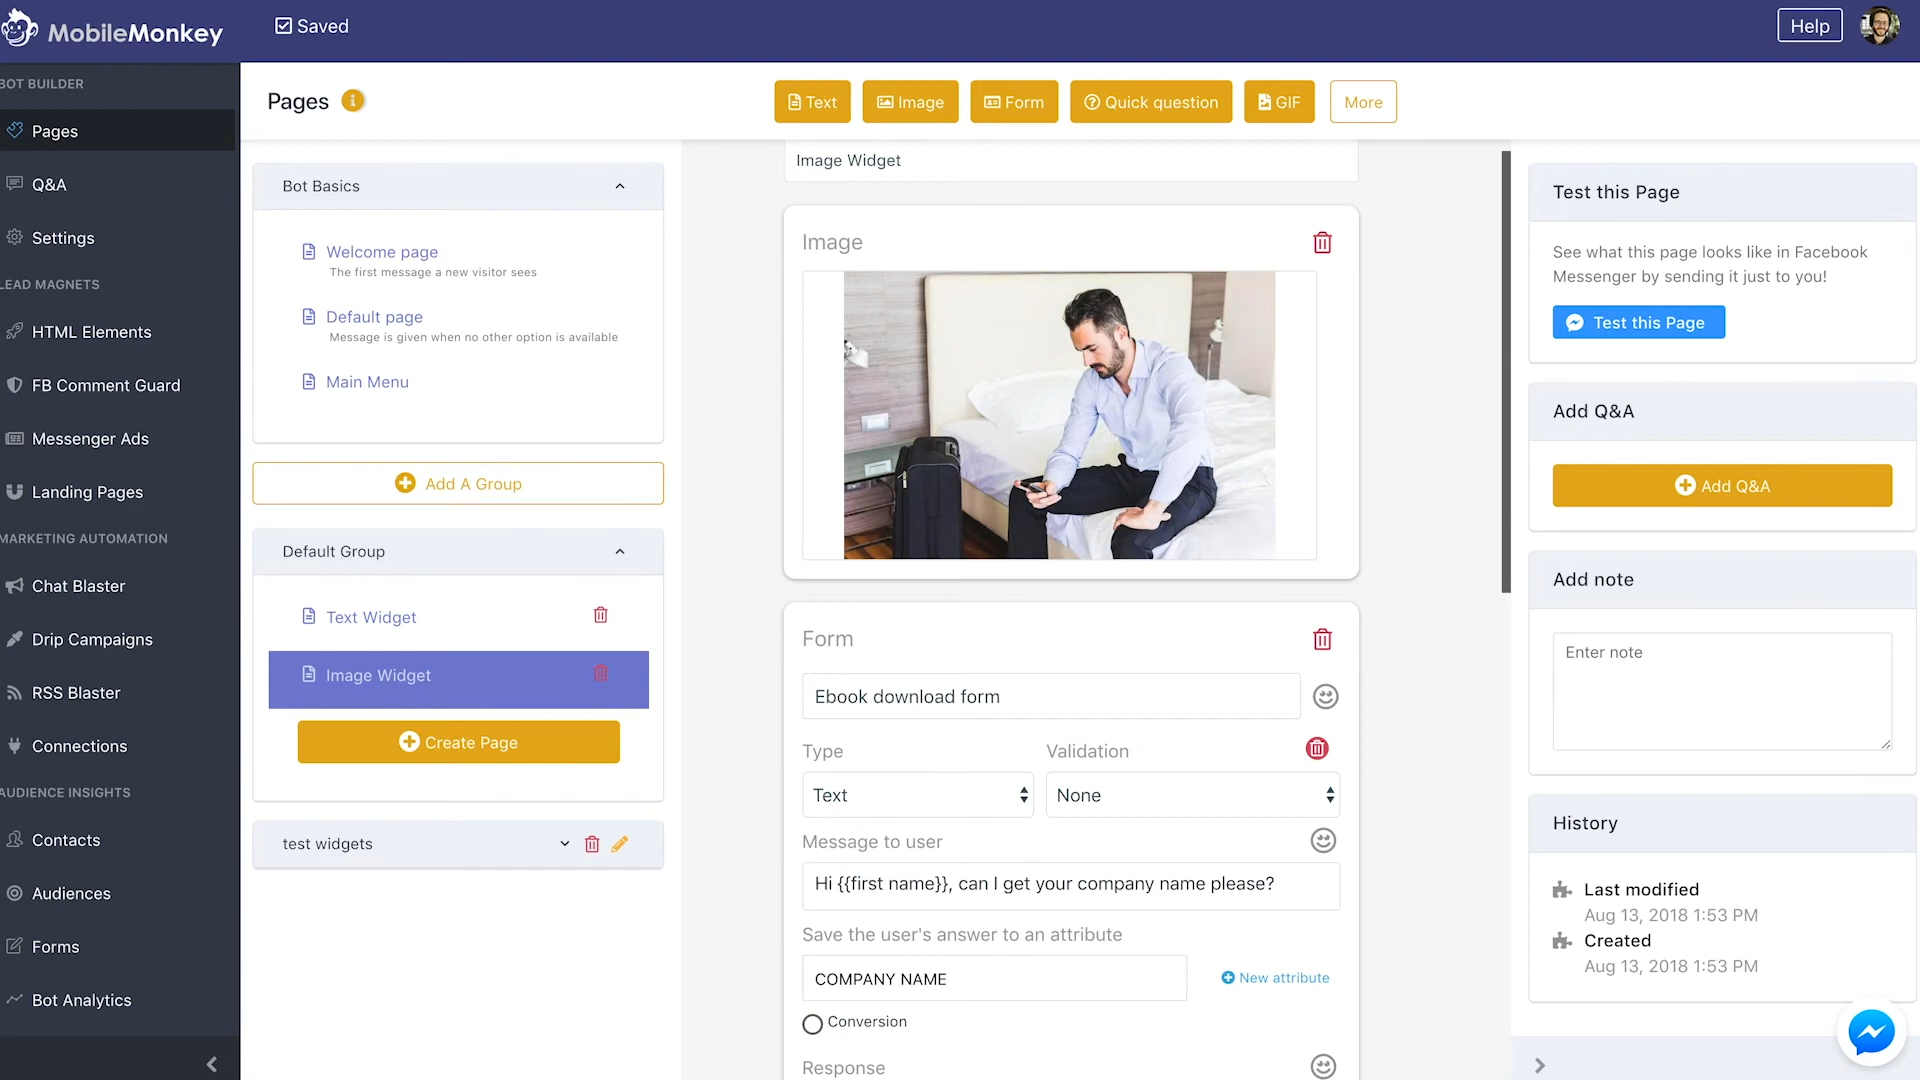 MobileMonkey
Saved
Help
BOT BUILDER
Pages
Q&A
Settings
LEAD MAGNETS
HTML Elements
FB Comment Guard
Messenger Ads
Landing Pages
MARKETING AUTOMATION
Chat Blaster
Drip Campaigns
RSS Blaster
Connections
AUDIENCE INSIGHTS
Contacts
Audiences
Forms
Bot Analytics
Pages
Text
Image
Form
Quick question
GIF
More
Bot Basics
Welcome page
The first message a new visitor sees
Default page
Message is given when no other option is available
Main Menu
Add A Group
Default Group
Text Widget
Image Widget
Create Page
test widgets
Image Widget
Image
Form
Ebook download form
Type
Validation
Text
None
Message to user
Hi {{first name}}, can I get your company name please?
Save the user's answer to an attribute
COMPANY NAME
New attribute
Conversion
Response
Test this Page
See what this page looks like in Facebook
Messenger by sending it just to you!
Test this Page
Add Q&A
Add Q&A
Add note
Enter note
History
Last modified
Aug 13, 2018 1:53 PM
Created
Aug 13, 2018 1:53 PM